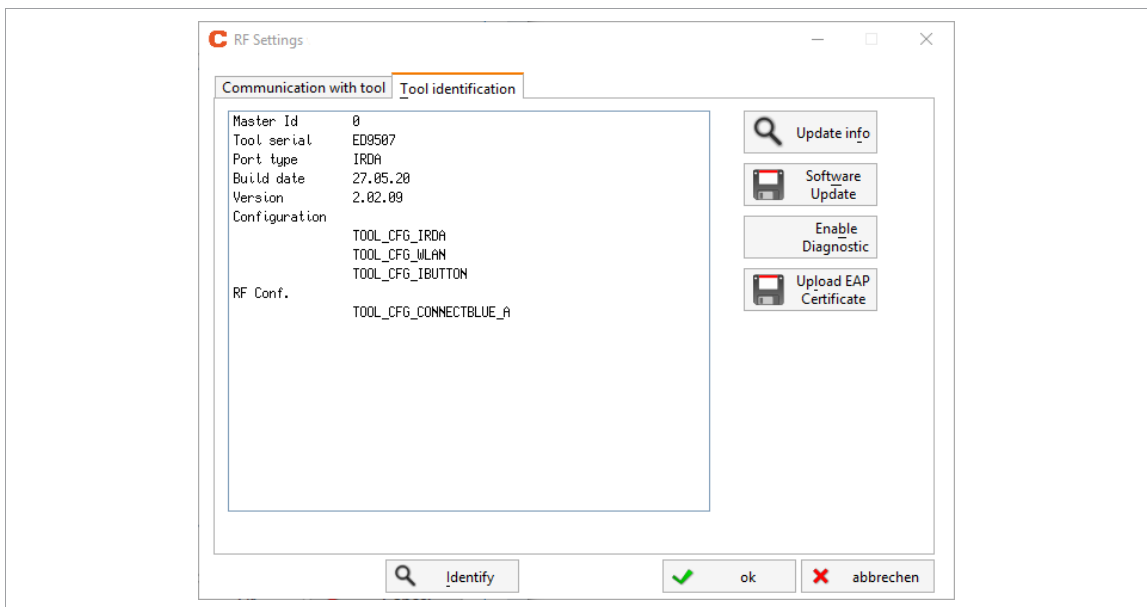 C RF Settings
Communication with tool Tool identification
Master Id 0
Tool serial ED9507
Port type IRDA
Build date 27.05.20
Version 2.02.09
Configuration
TOOL_CFG_IRDA
TOOL_CFG_WLAN
TOOL_CFG_IBUTTON
RF Conf.
TOOL_CFG_CONNECTBLUE_A
Update info
Software
Update
Enable
Diagnostic
Upload EAP
Certificate
Identify ok abbrechen